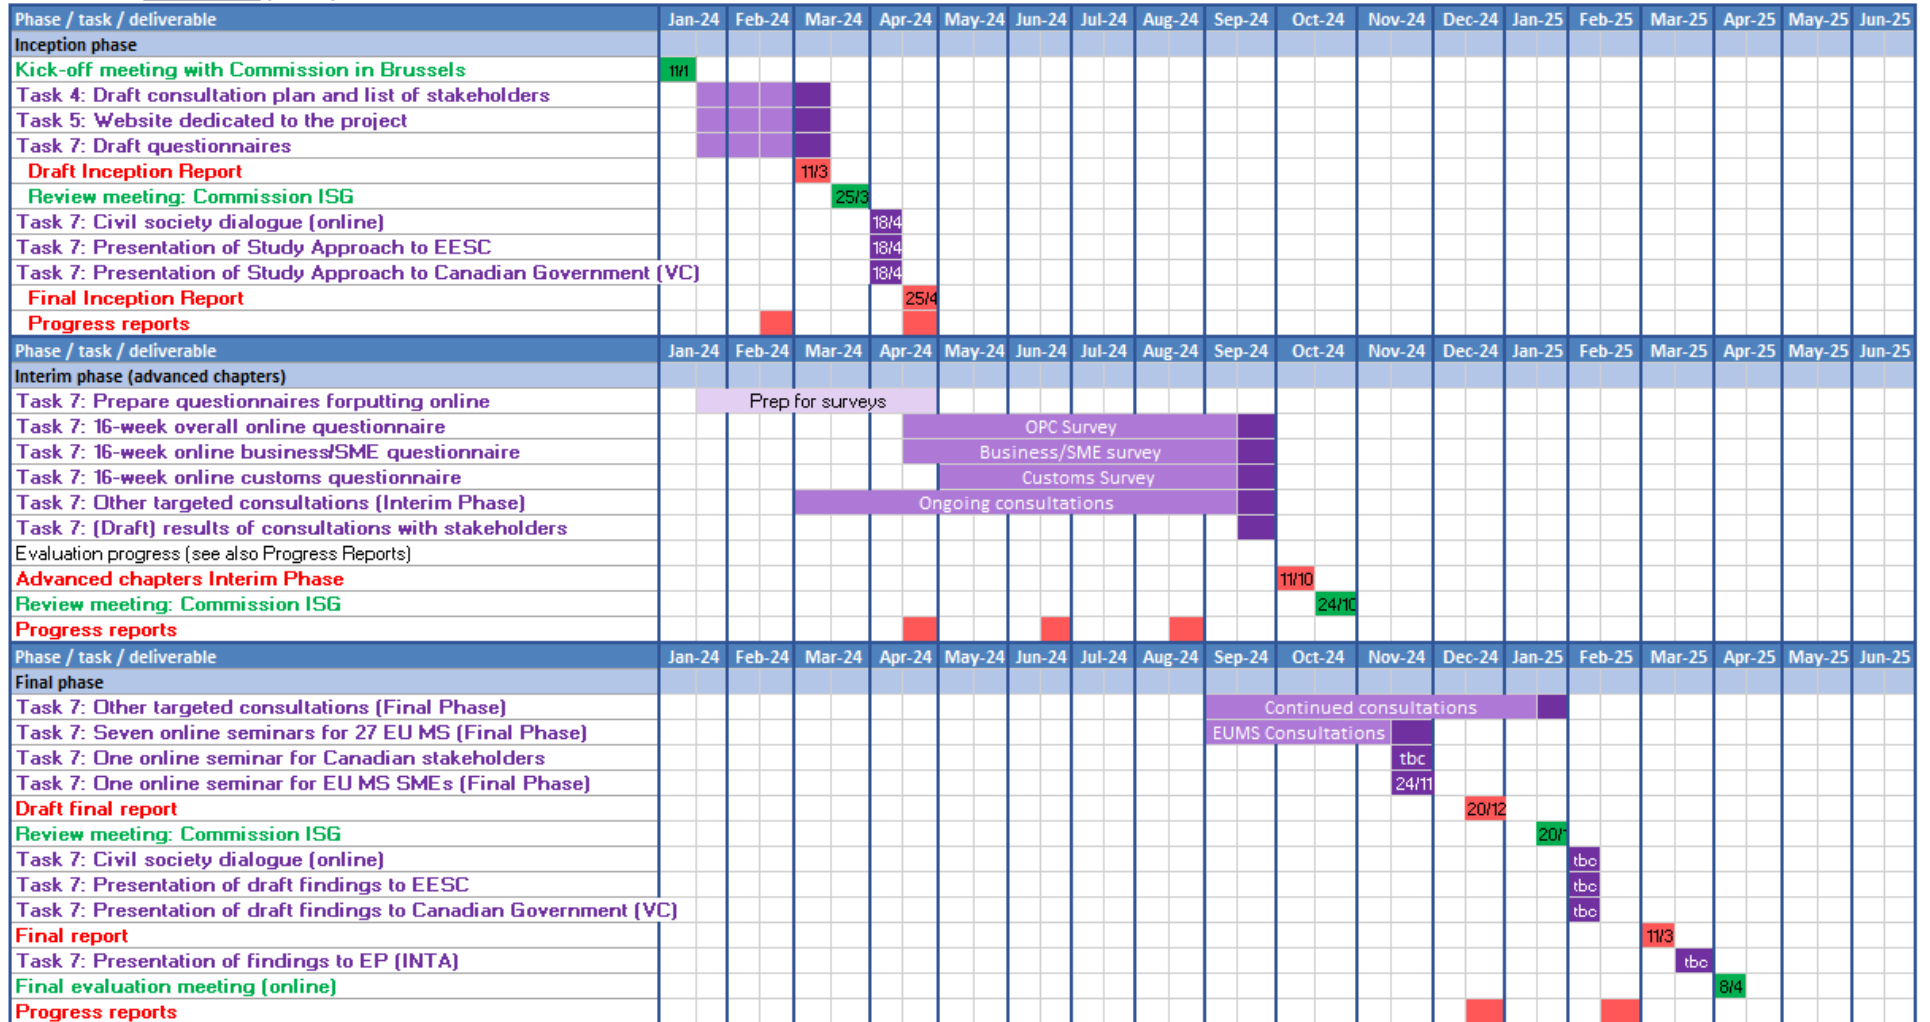 Phase / task / deliverable Jan-24 Feb-24 Mar-24 Apr-24 May-24 Jun-24 Jul-24 Aug-24 Sep-24 Oct-24 Nov-24 Dec-24 Jan-25 Feb-25 Mar-25 Apr-25 May-25 Jun-25
Inception phase
Kick-off meeting with Commission in Brussels 11/1
Task 4: Draft consultation plan and list of stakeholders
Task 5: Website dedicated to the project
Task 7: Draft questionnaires
Draft Inception Report 11/3
Review meeting: Commission ISG 25/3
Task 7: Civil society dialogue (online) 18/4
Task 7: Presentation of Study Approach to EESC 18/4
Task 7: Presentation of Study Approach to Canadian Government (VC) 18/4
Final Inception Report 25/4
Progress reports
Phase / task / deliverable Jan-24 Feb-24 Mar-24 Apr-24 May-24 Jun-24 Jul-24 Aug-24 Sep-24 Oct-24 Nov-24 Dec-24 Jan-25 Feb-25 Mar-25 Apr-25 May-25 Jun-25
Interim phase (advanced chapters)
Task 7: Prepare questionnaires forputting online Prep for surveys
Task 7: 16-week overall online questionnaire OPC Survey
Task 7: 16-week online business/SME questionnaire Business/SME survey
Task 7: 16-week online customs questionnaire Customs Survey
Task 7: Other targeted consultations (Interim Phase) Ongoing consultations
Task 7: (Draft) results of consultations with stakeholders
Evaluation progress (see also Progress Reports)
Advanced chapters Interim Phase 11/10
Review meeting: Commission ISG 24/10
Progress reports
Phase / task / deliverable Jan-24 Feb-24 Mar-24 Apr-24 May-24 Jun-24 Jul-24 Aug-24 Sep-24 Oct-24 Nov-24 Dec-24 Jan-25 Feb-25 Mar-25 Apr-25 May-25 Jun-25
Final phase
Task 7: Other targeted consultations (Final Phase) Continued consultations
Task 7: Seven online seminars for 27 EU MS (Final Phase) EUMS Consultations
Task 7: One online seminar for Canadian stakeholders tbc
Task 7: One online seminar for EU MS SMEs (Final Phase) 24/11
Draft final report 20/12
Review meeting: Commission ISG
Task 7: Civil society dialogue (online) tbc
Task 7: Presentation of draft findings to EESC tbc
Task 7: Presentation of draft findings to Canadian Government (VC) tbc
Final report 11/3
Task 7: Presentation of findings to EP (INTA) tbc
Final evaluation meeting (online) 8/4
Progress reports